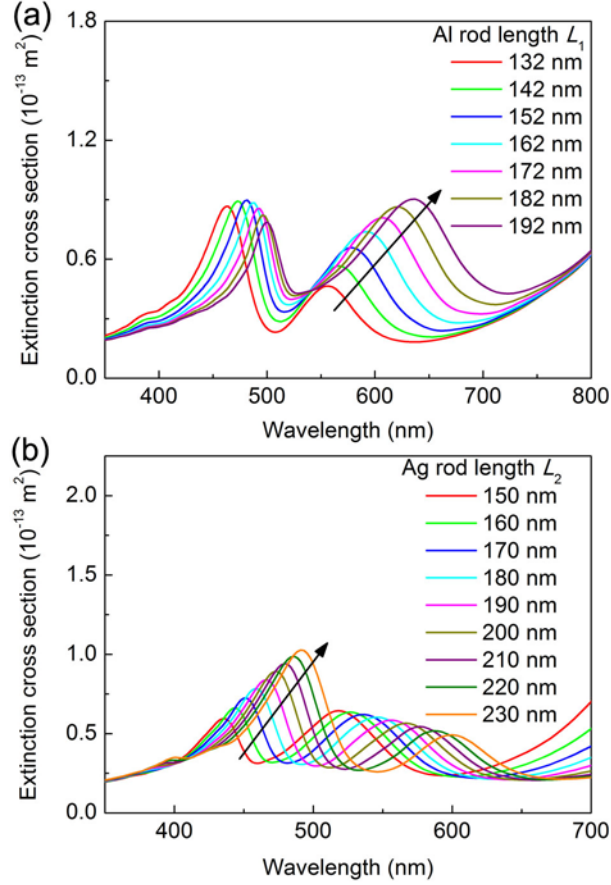 (a)
Al rod length L₁
132 nm
142 nm
152 nm
162 nm
172 nm
182 nm
192 nm
Extinction cross section (10⁻¹³ m²)
1.8
1.2
0.6
0.0
400 500 600 700 800
Wavelength (nm)
(b)
Ag rod length L₂
150 nm
160 nm
170 nm
180 nm
190 nm
200 nm
210 nm
220 nm
230 nm
Extinction cross section (10⁻¹³ m²)
2.0
1.5
1.0
0.5
0.0
400 500 600 700
Wavelength (nm)